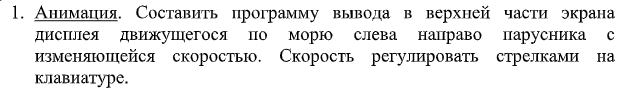 1. Анимация. Составить программу вывода в верхней части экрана
дисплея движущегося по морю слева направо парусника с
изменяющейся скоростью. Скорость регулировать стрелками на
клавиатуре.